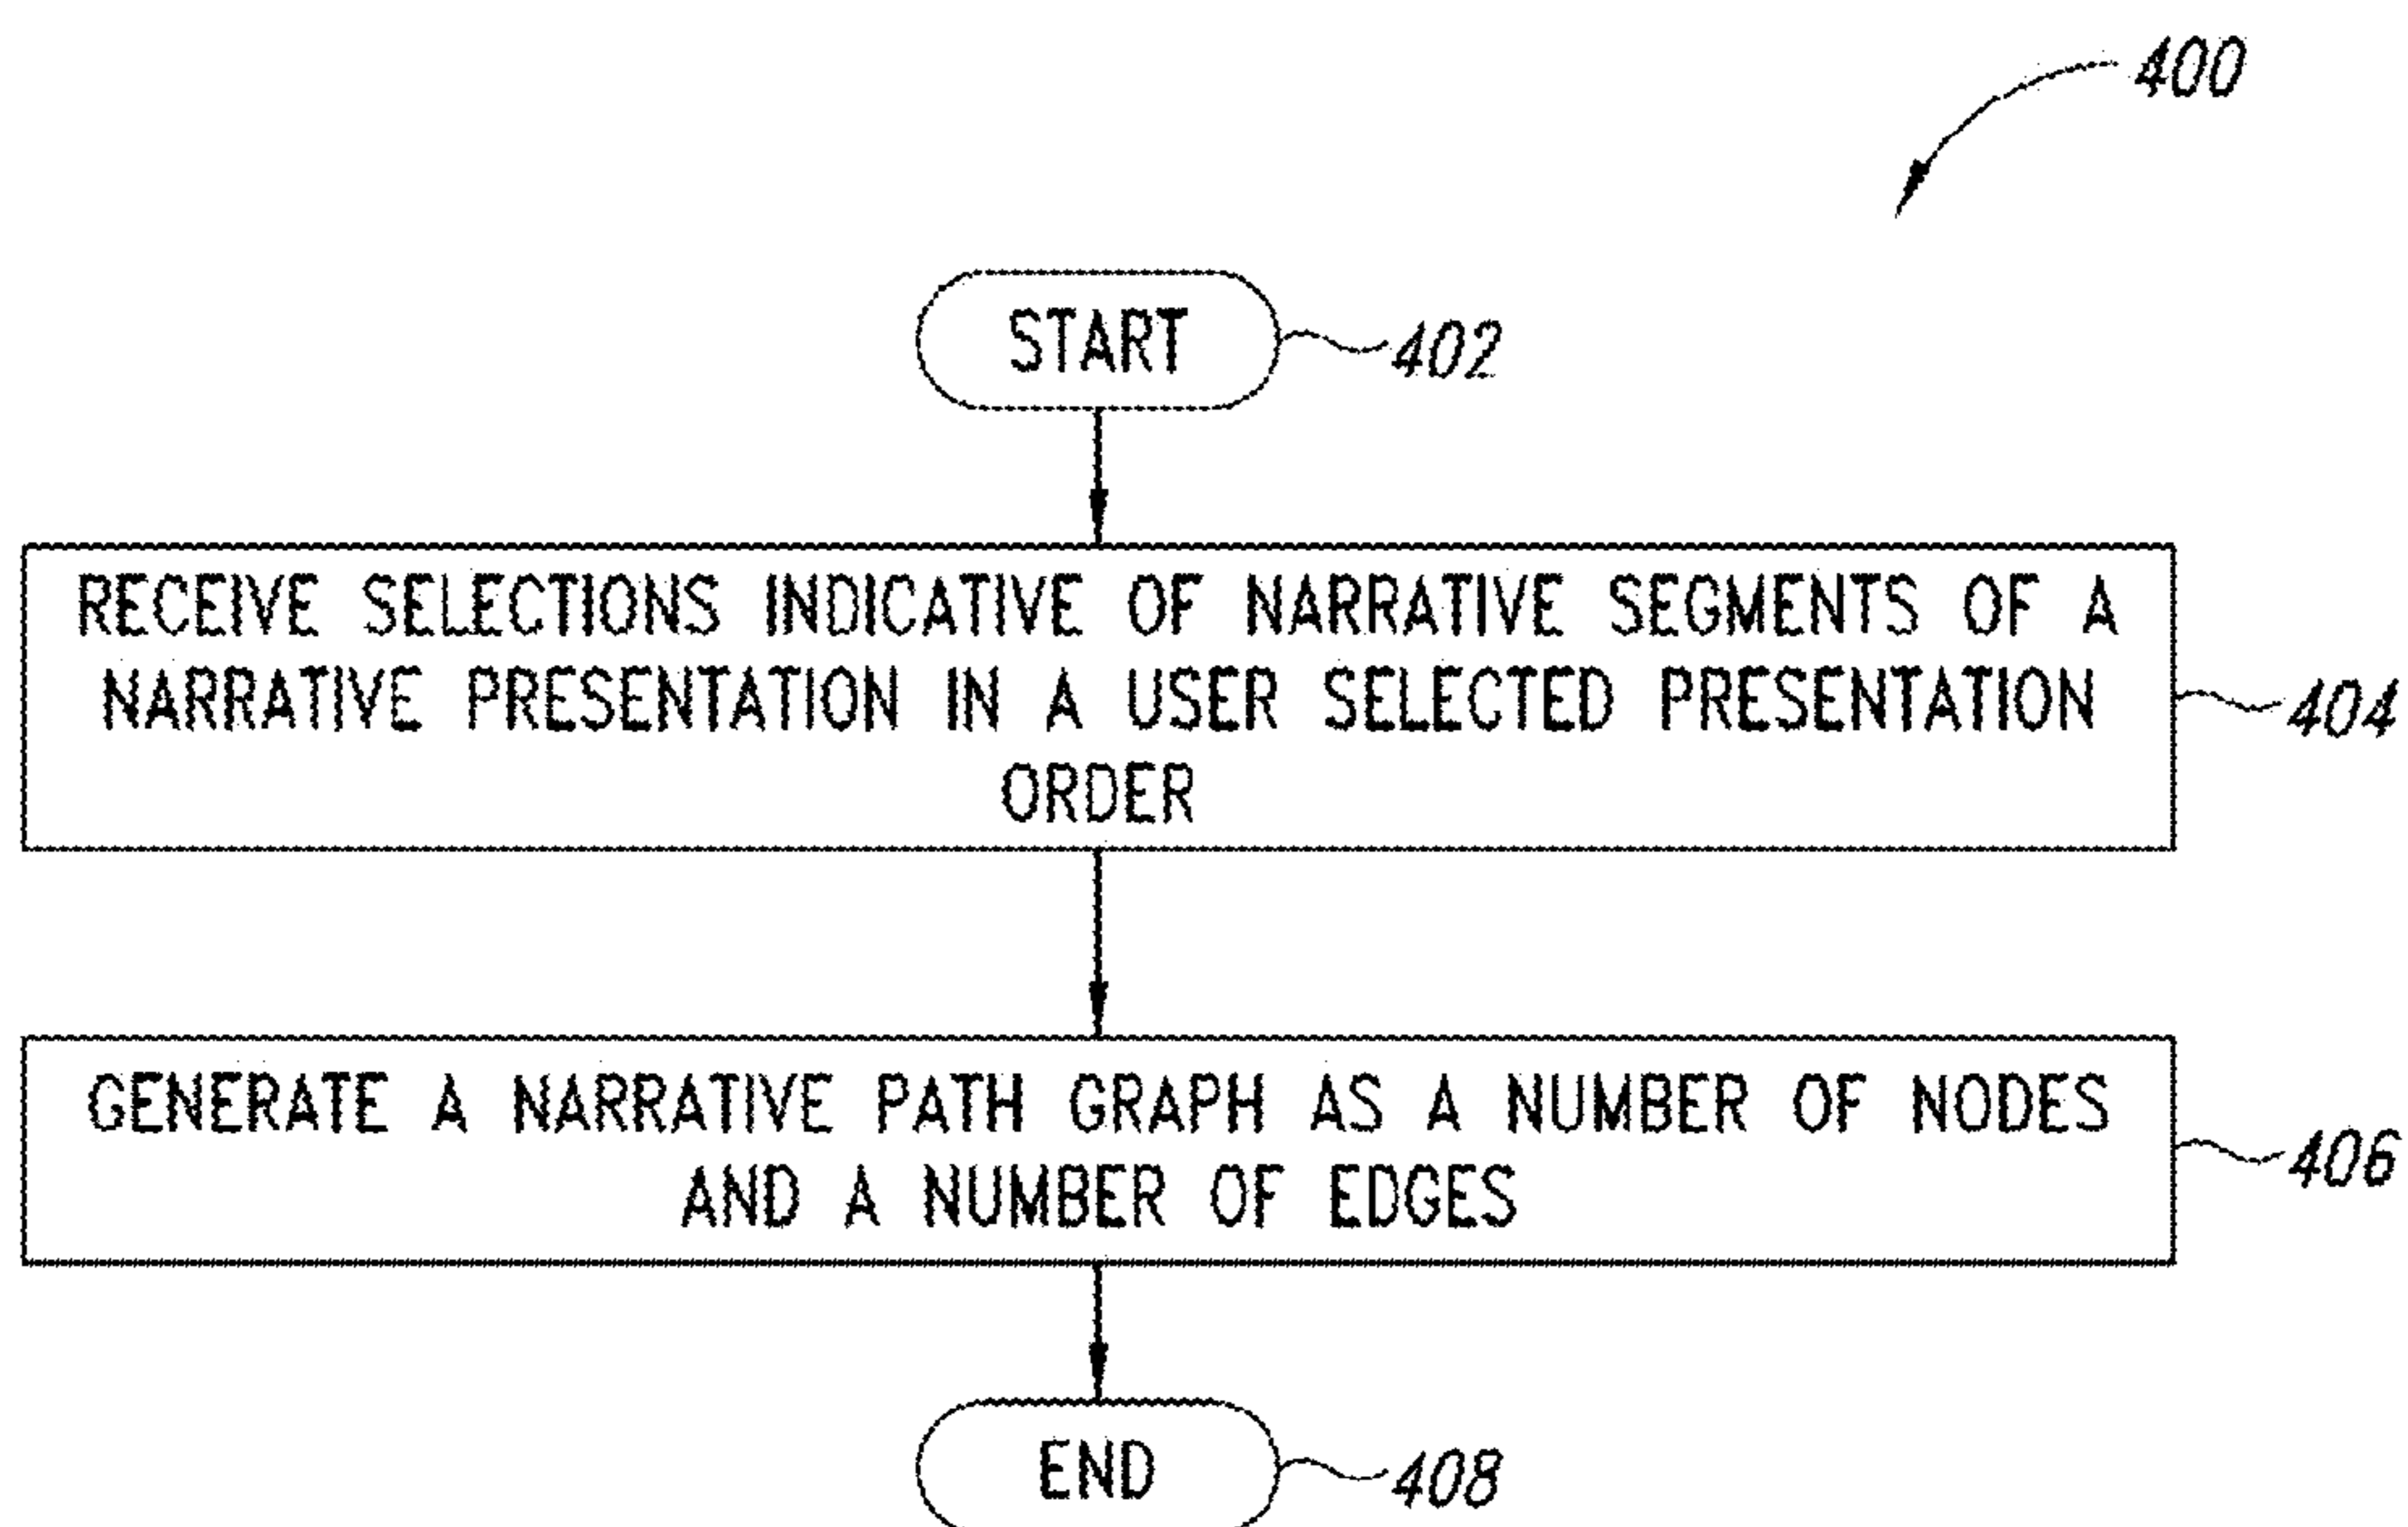 400
START
402
RECEIVE SELECTIONS INDICATIVE OF NARRATIVE SEGMENTS OF A
NARRATIVE PRESENTATION IN A USER SELECTED PRESENTATION
ORDER
404
GENERATE A NARRATIVE PATH GRAPH AS A NUMBER OF NODES
AND A NUMBER OF EDGES
406
END
408